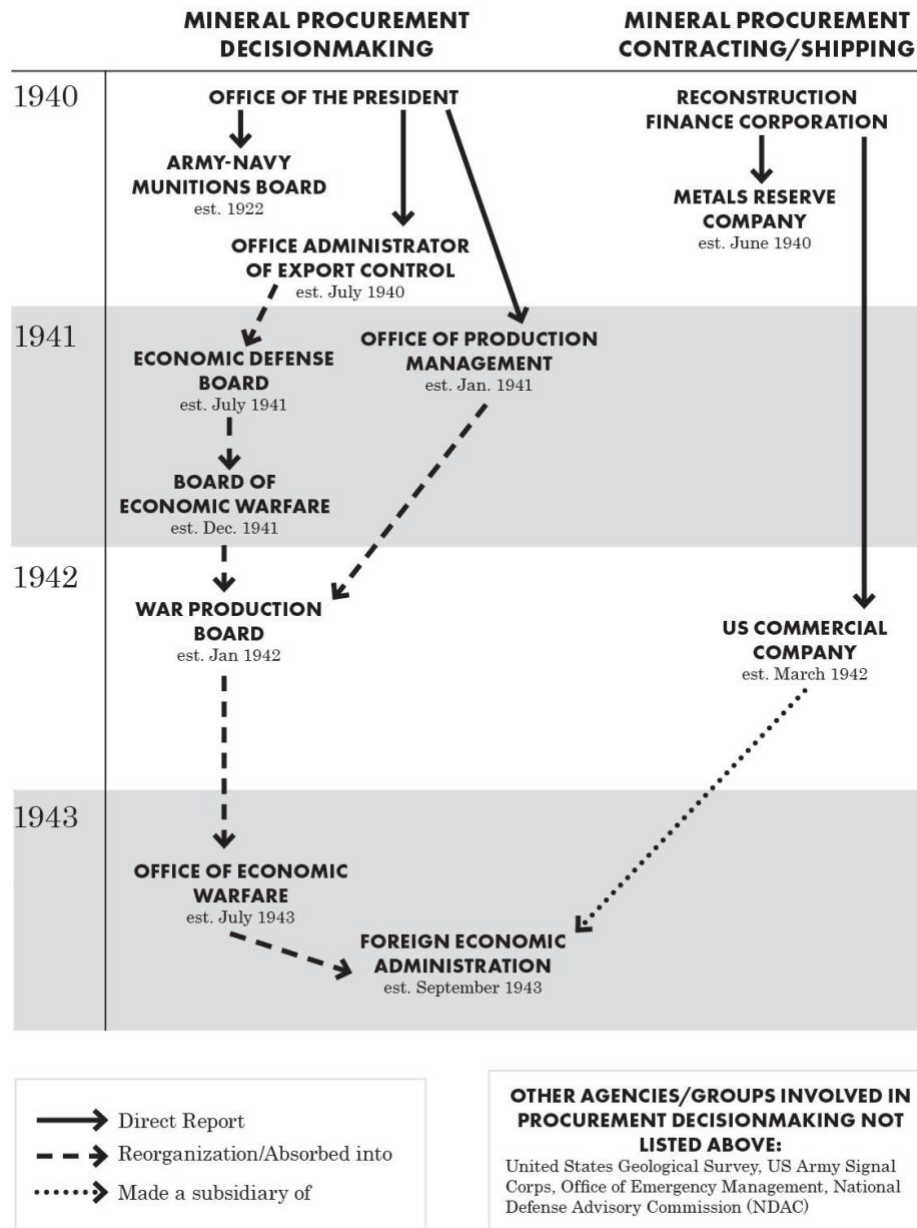 MINERAL PROCUREMENT
DECISIONMAKING
MINERAL PROCUREMENT
CONTRACTING/SHIPPING
1940
OFFICE OF THE PRESIDENT
RECONSTRUCTION
FINANCE CORPORATION
ARMY-NAVY
MUNITIONS BOARD
est. 1922
METALS RESERVE
COMPANY
est. June 1940
OFFICE ADMINISTRATOR
OF EXPORT CONTROL
est. July 1940
1941
OFFICE OF PRODUCTION
MANAGEMENT
est. Jan. 1941
ECONOMIC DEFENSE
BOARD
est. July 1941
BOARD OF
ECONOMIC WARFARE
est. Dec. 1941
1942
WAR PRODUCTION
BOARD
est. Jan 1942
US COMMERCIAL
COMPANY
est. March 1942
1943
OFFICE OF ECONOMIC
WARFARE
est. July 1943
FOREIGN ECONOMIC
ADMINISTRATION
est. September 1943
Direct Report
Reorganization/Absorbed into
Made a subsidiary of
OTHER AGENCIES/GROUPS INVOLVED IN
PROCUREMENT DECISIONMAKING NOT
LISTED ABOVE:
United States Geological Survey, US Army Signal
Corps, Office of Emergency Management, National
Defense Advisory Commission (NDAC)